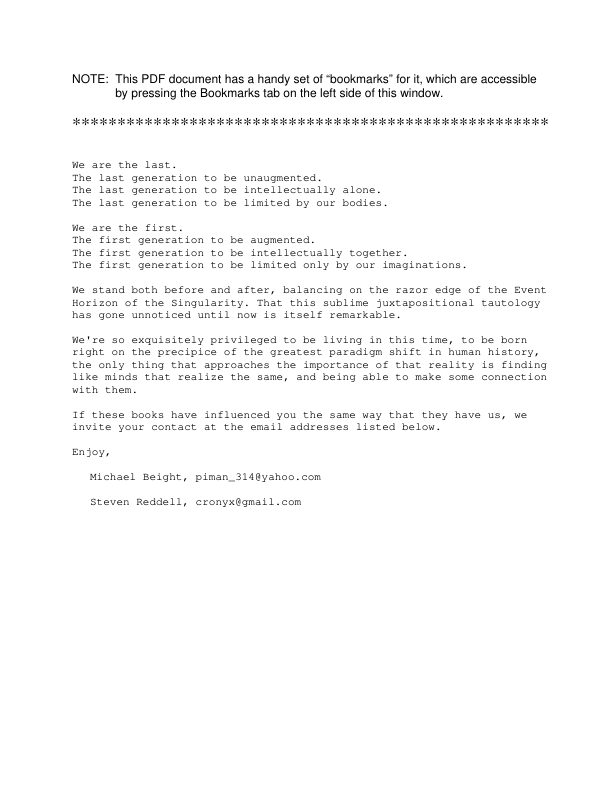 NOTE: This PDF document has a handy set of “bookmarks” for it, which are accessible
by pressing the Bookmarks tab on the left side of this window.
*****************************************************
We are the last.
The last generation to be unaugmented.
The last generation to be intellectually alone.
The last generation to be limited by our bodies.
We are the first.
The first generation to be augmented.
The first generation to be intellectually together.
The first generation to be limited only by our imaginations.
We stand both before and after, balancing on the razor edge of the Event
Horizon of the Singularity. That this sublime juxtapositional tautology
has gone unnoticed until now is itself remarkable.
We're so exquisitely privileged to be living in this time, to be born
right on the precipice of the greatest paradigm shift in human history,
the only thing that approaches the importance of that reality is finding
like minds that realize the same, and being able to make some connection
with them.
If these books have influenced you the same way that they have us, we
invite your contact at the email addresses listed below.
Enjoy,
Michael Beight, piman_314@yahoo.com
Steven Reddell, cronyx@gmail.com